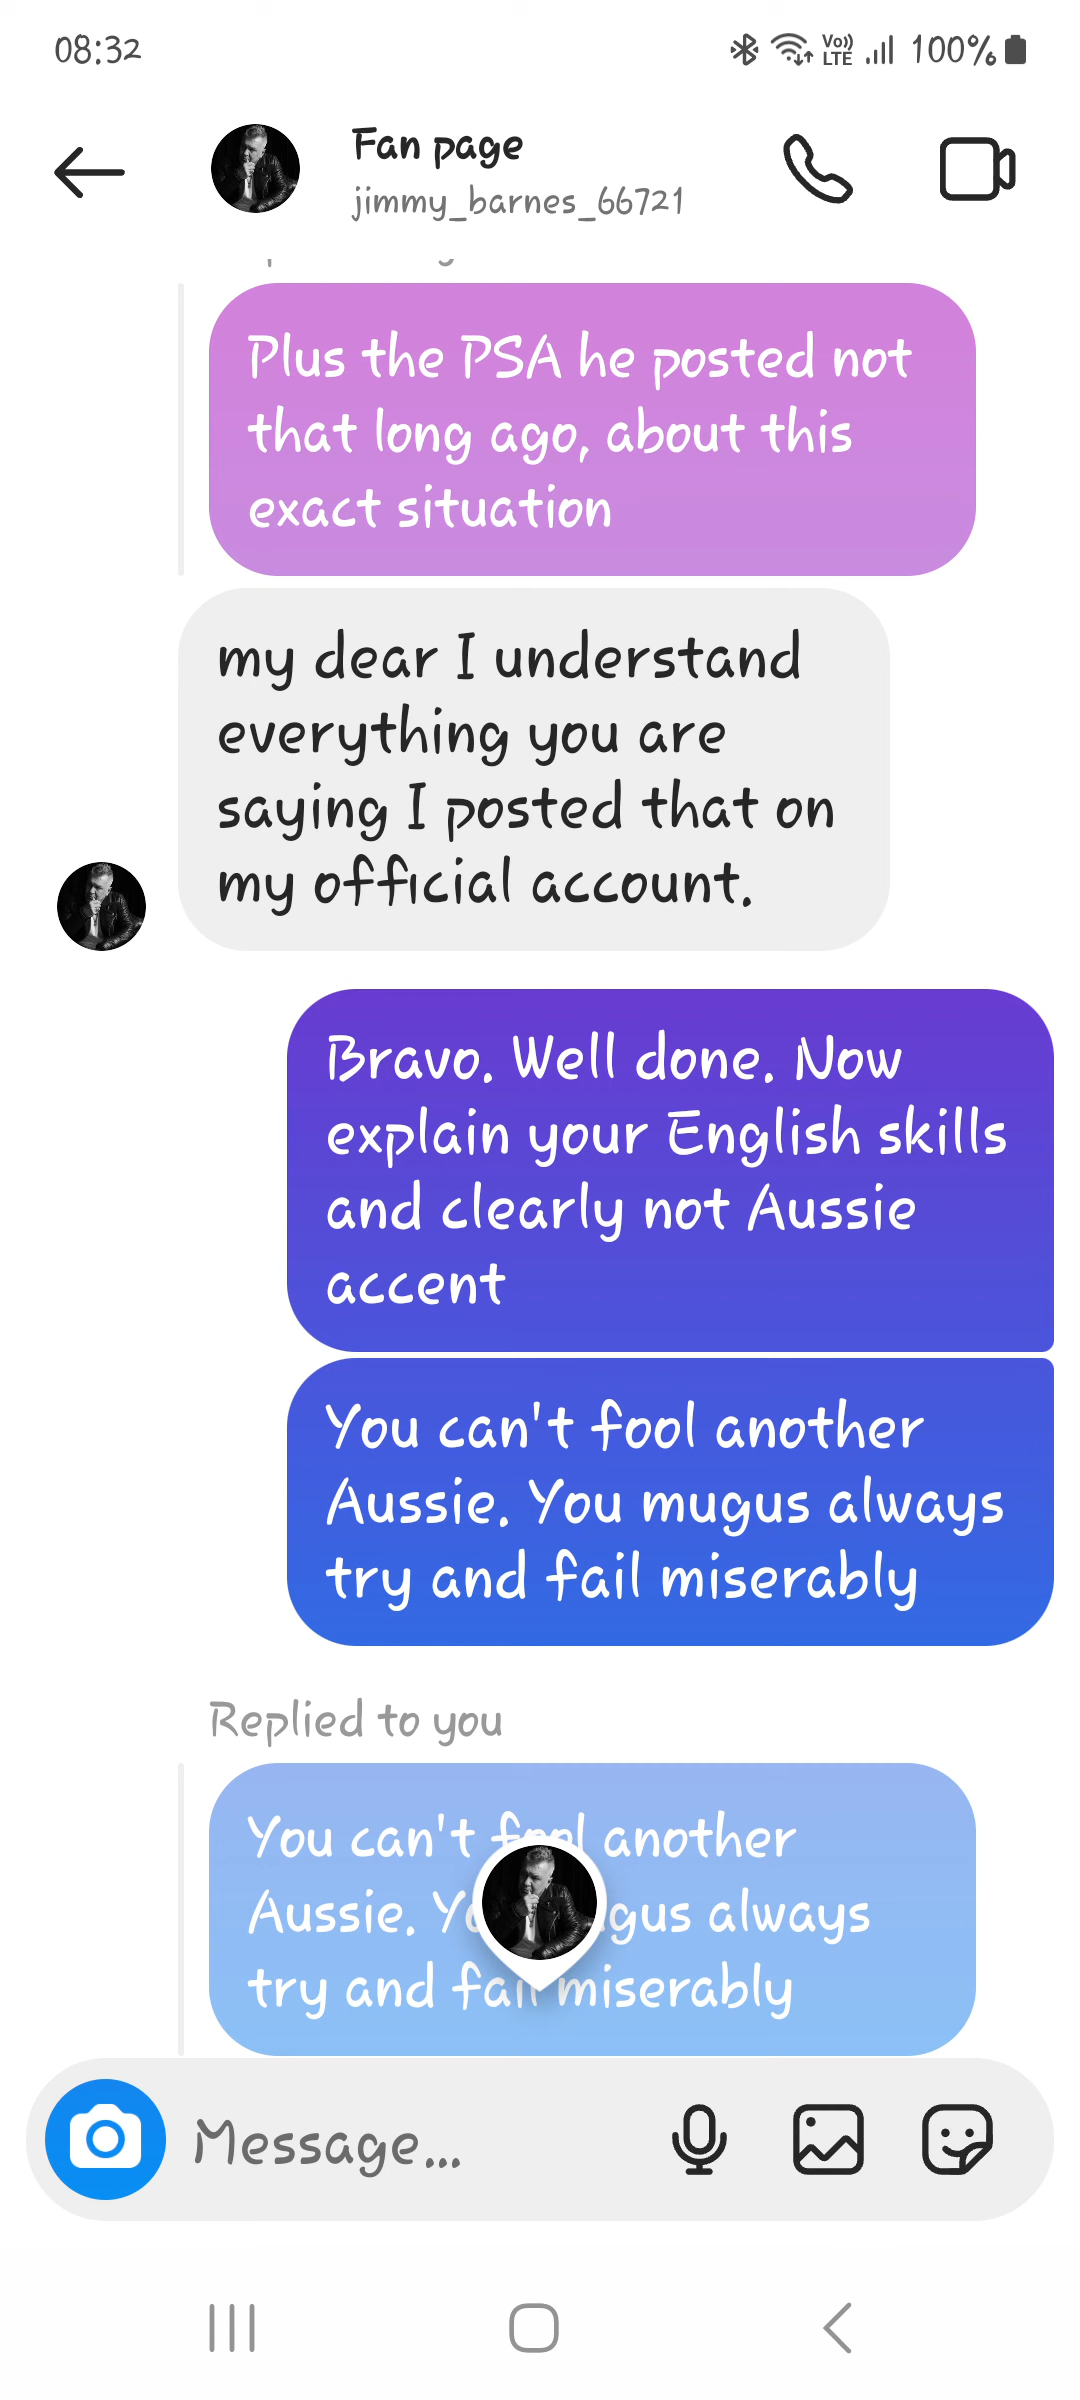 08:32
Vo)) LTE 100%
Fan page
jimmy_barnes_66721
Plus the PSA he posted not
that long ago, about this
exact situation
my dear I understand
everything you are
saying I posted that on
my official account.
Bravo. Well done. Now
explain your English skills
and clearly not Aussie
accent
You can't fool another
Aussie. You mugus always
try and fail miserably
Replied to you
You can't fool another
Aussie. gus always
try and fail miserably
Message...